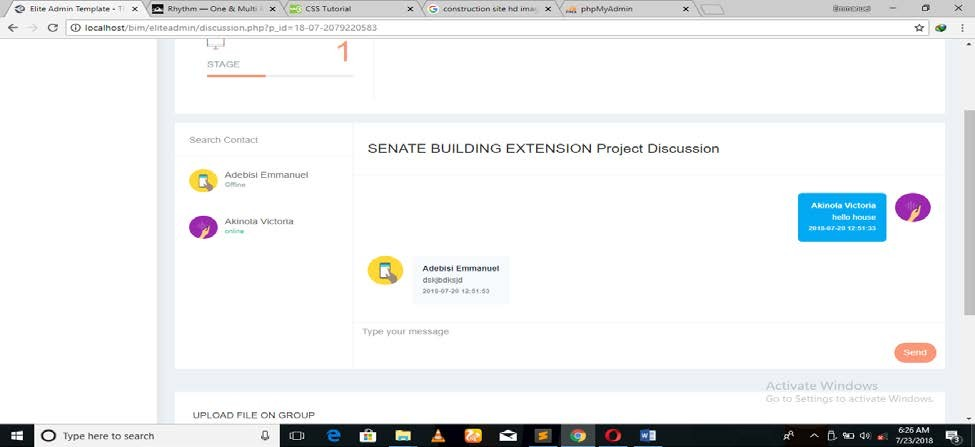 Elite Admin Template - Th
Rhythm — One & Multi
CSS Tutorial
construction site hd imag
phpMyAdmin
Emmanuel
localhost/bim/eliteadmin/discussion.php?p_id=18-07-2079220583
STAGE
1
Search Contact
SENATE BUILDING EXTENSION Project Discussion
Adebisi Emmanuel
Offline
Akinola Victoria
hello house
2018-07-20 12:51:33
Akinola Victoria
online
Adebisi Emmanuel
dskjbdksjd
2018-07-20 12:51:53
Type your message
Send
Activate Windows
Go to Settings to activate Windows.
UPLOAD FILE ON GROUP
Type here to search
6:26 AM
7/23/2018